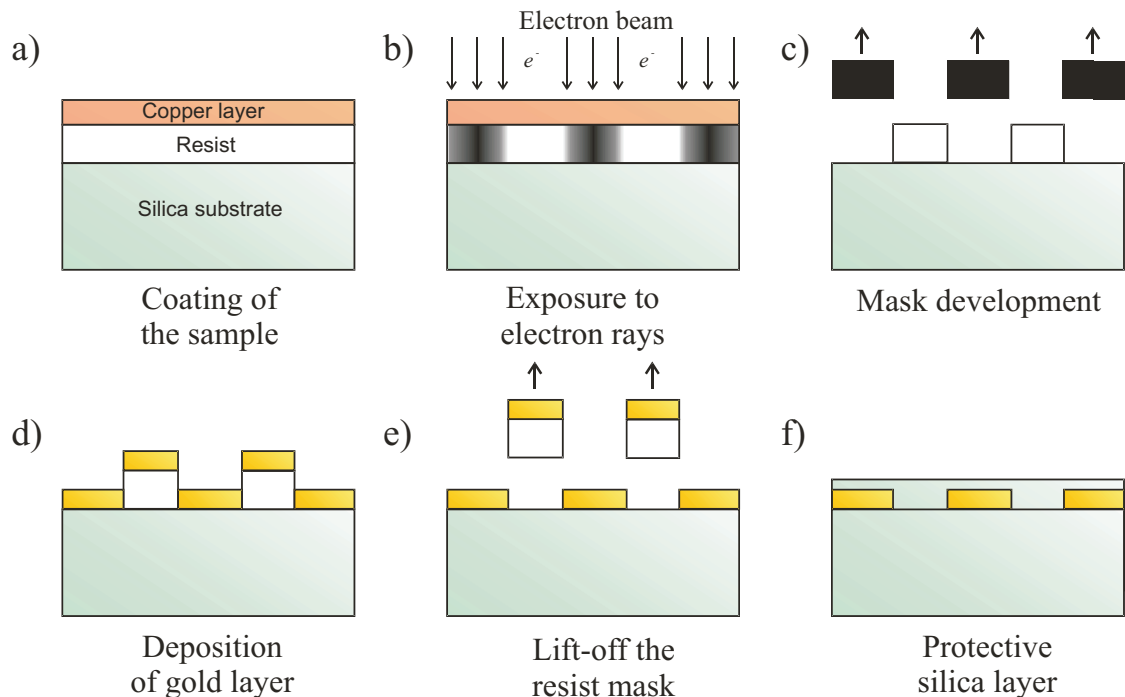 a)
Copper layer
Resist
Silica substrate
Coating of
the sample
b)
Electron beam
e⁻ e⁻
Exposure to
electron rays
c)
Mask development
d)
Deposition
of gold layer
e)
Lift-off the
resist mask
f)
Protective
silica layer